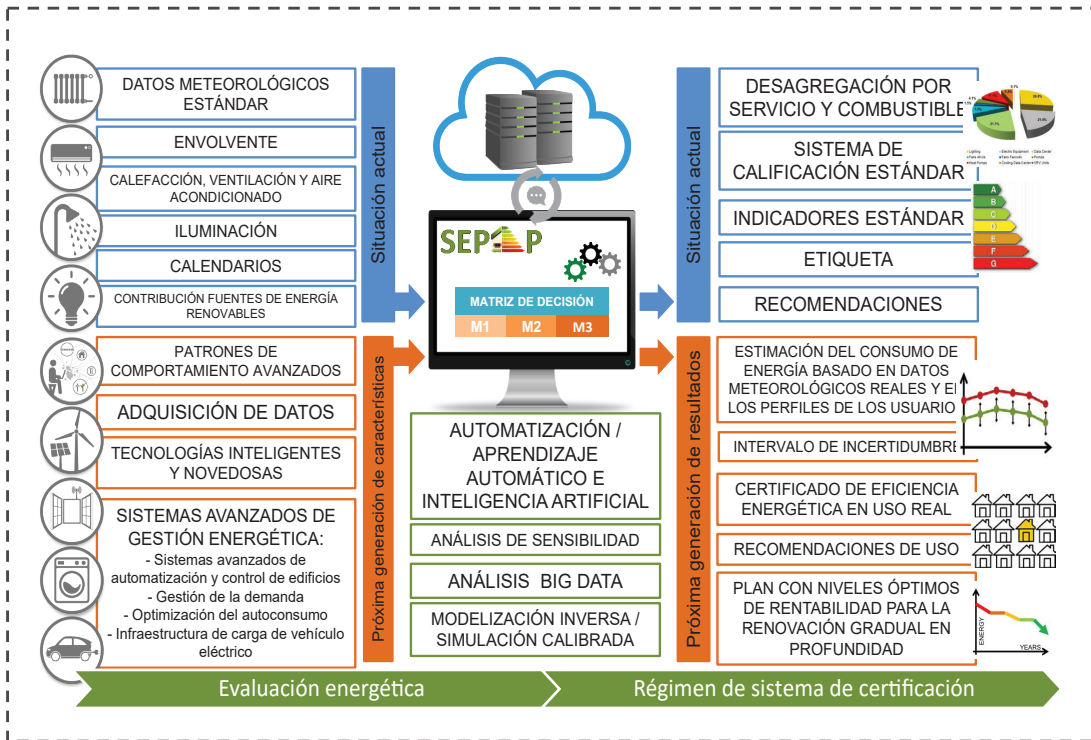 DATOS METEOROLÓGICOS
ESTÁNDAR
ENVOLVENTE
CALEFACCIÓN, VENTILACIÓN Y AIRE
ACONDICIONADO
ILUMINACIÓN
CALENDARIOS
CONTRIBUCIÓN FUENTES DE ENERGÍA
RENOVABLES
Situación actual
PATRONES DE
COMPORTAMIENTO AVANZADOS
ADQUISICIÓN DE DATOS
TECNOLOGÍAS INTELIGENTES
Y NOVEDOSAS
SISTEMAS AVANZADOS DE
GESTIÓN ENERGÉTICA:
- Sistemas avanzados de
automatización y control de edificios
- Gestión de la demanda
- Optimización del autoconsumo
- Infraestructura de carga de vehículo
eléctrico
Próxima generación de características
SEP P
MATRIZ DE DECISIÓN
M1 M2 M3
AUTOMATIZACIÓN /
APRENDIZAJE
AUTOMÁTICO E
INTELIGENCIA ARTIFICIAL
ANÁLISIS DE SENSIBILIDAD
ANÁLISIS BIG DATA
MODELIZACIÓN INVERSA /
SIMULACIÓN CALIBRADA
Situación actual
DESAGREGACIÓN POR
SERVICIO Y COMBUSTIBLE
SISTEMA DE
CALIFICACIÓN ESTÁNDAR
INDICADORES ESTÁNDAR
ETIQUETA
RECOMENDACIONES
A
B
C
D
E
F
G
Próxima generación de resultados
ESTIMACIÓN DEL CONSUMO DE
ENERGÍA BASADO EN DATOS
METEOROLÓGICOS REALES Y E
LOS PERFILES DE LOS USUARIO
INTERVALO DE INCERTIDUMBRE
CERTIFICADO DE EFICIENCIA
ENERGÉTICA EN USO REAL
RECOMENDACIONES DE USO
PLAN CON NIVELES ÓPTIMOS
DE RENTABILIDAD PARA LA
RENOVACIÓN GRADUAL EN
PROFUNDIDAD
ENERGY
YEARS
Evaluación energética
Régimen de sistema de certificación